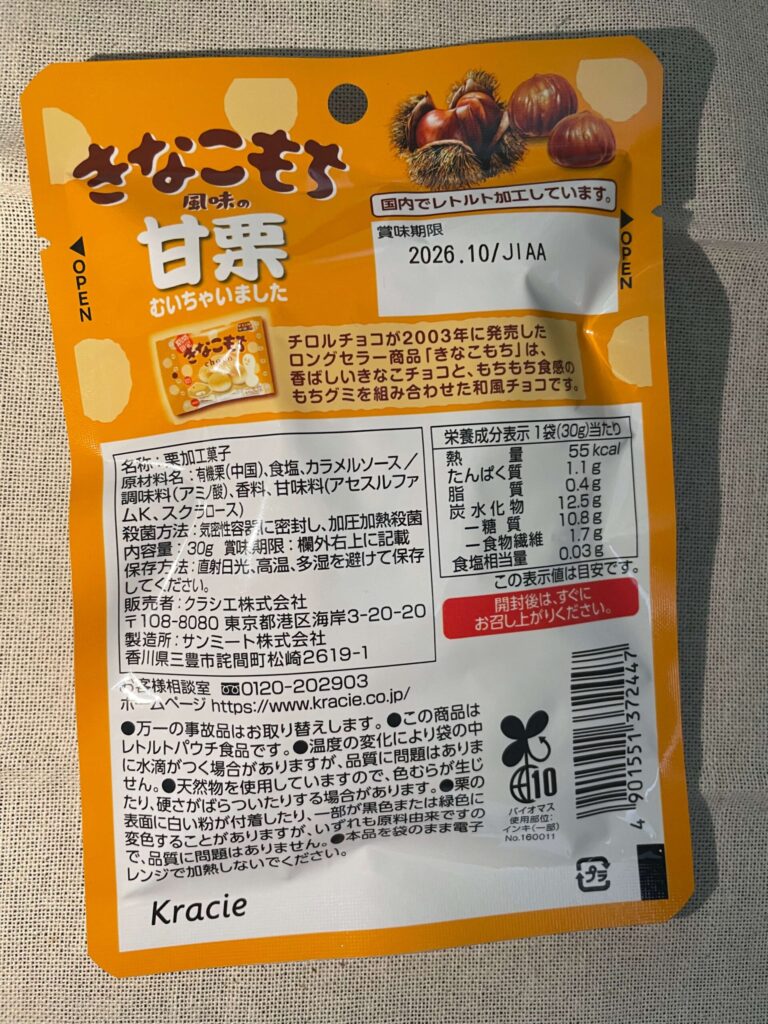 きなこもち
風味の
甘栗
むいちゃいました
国内でレトルト加工しています。
賞味期限
2026.10/JIAA
OPEN
OPEN
きなこもち
チロルチョコが2003年に発売した
ロングセラー商品「きなこもち」は、
香ばしいきなこチョコと、もちもち食感の
もちグミを組み合わせた和風チョコです。
名称:栗加工菓子
原材料名:有機栗(中国)、食塩、カラメルソース/
調味料(アミノ酸)、香料、甘味料(アセスルファ
ムK、スクラロース)
殺菌方法:気密性容器に密封し、加圧加熱殺菌
内容量:30g 賞味期限:欄外右上に記載
保存方法:直射日光、高温、多湿を避けて保存
してください。
販売者:クラシエ株式会社
〒108-8080 東京都港区海岸3-20-20
製造所:サンミート株式会社
香川県三豊市詫間町松崎2619-1
栄養成分表示 1袋(30g)当たり
熱量 55kcal
たんぱく質 1.1g
脂質 0.4g
炭水化物 12.5g
―糖質 10.8g
―食物繊維 1.7g
食塩相当量 0.03g
この表示値は目安です。
開封後は、すぐに
お召し上がりください。
お客様相談室 0120-202903
ホームページ https://www.kracie.co.jp/
●万一の事故品はお取り替えします。●この商品は
レトルトパウチ食品です。●温度の変化により袋の中
に水滴がつく場合がありますが、品質に問題はありま
せん。●天然物を使用していますので、色むらが生じ
たり、硬さがばらついたりする場合があります。●栗の
表面に白い粉が付着したり、一部が黒色または緑色に
変色することがありますが、いずれも原料由来ですの
で、品質に問題はありません。●本品を袋のまま電子
レンジで加熱しないでください。
10
バイオマス
使用部位:
インキ(一部)
No.160011
4901551372447
プラ
Kracie